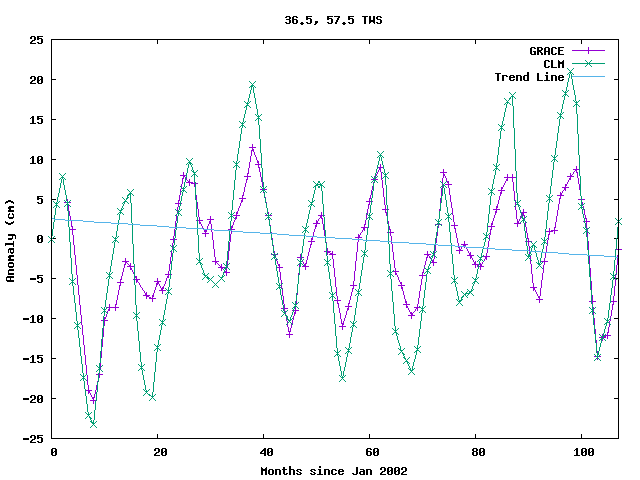 36.5, 57.5 TWS
GRACE
CLM
Trend Line
25
20
15
10
5
0
-5
-10
-15
-20
-25
Anomaly (cm)
0 20 40 60 80 100
Months since Jan 2002